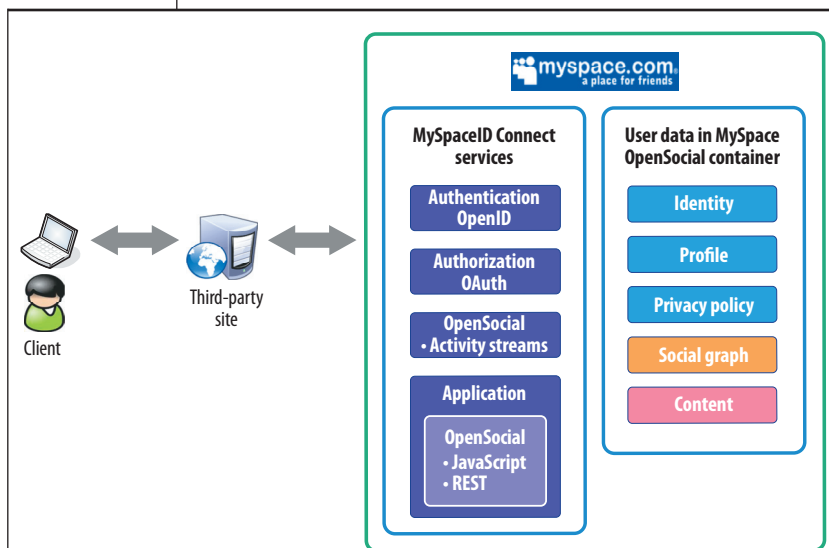 myspace.com®
a place for friends
MySpaceID Connect
services
Authentication
OpenID
Authorization
OAuth
OpenSocial
• Activity streams
Application
OpenSocial
• JavaScript
• REST
User data in MySpace
OpenSocial container
Identity
Profile
Privacy policy
Social graph
Content
Third-party
site
Client